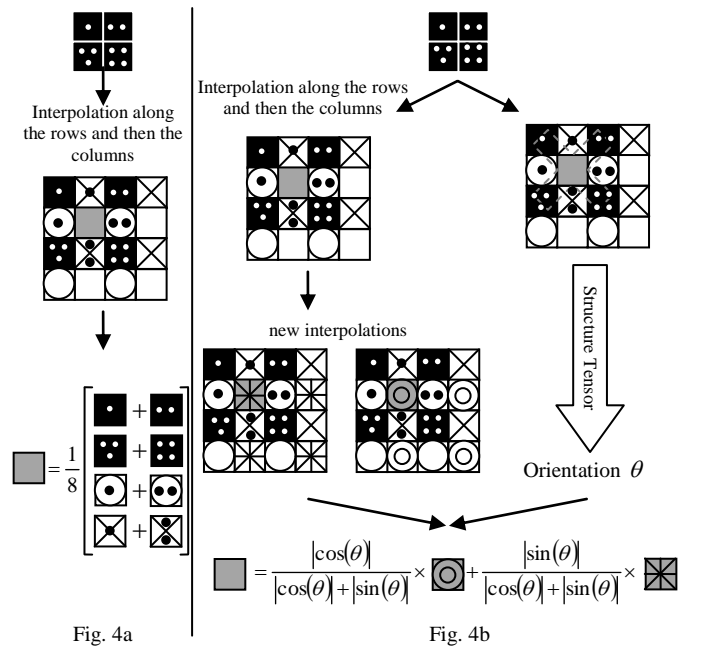 Interpolation along
the rows and then the
columns
= 1/8 [ + + + + ]
Fig. 4a
Interpolation along the rows
and then the columns
new interpolations
Structure Tensor
Orientation θ
= |cos(θ)| / |cos(θ)|+|sin(θ)| × + |sin(θ)| / |cos(θ)|+|sin(θ)| ×
Fig. 4b